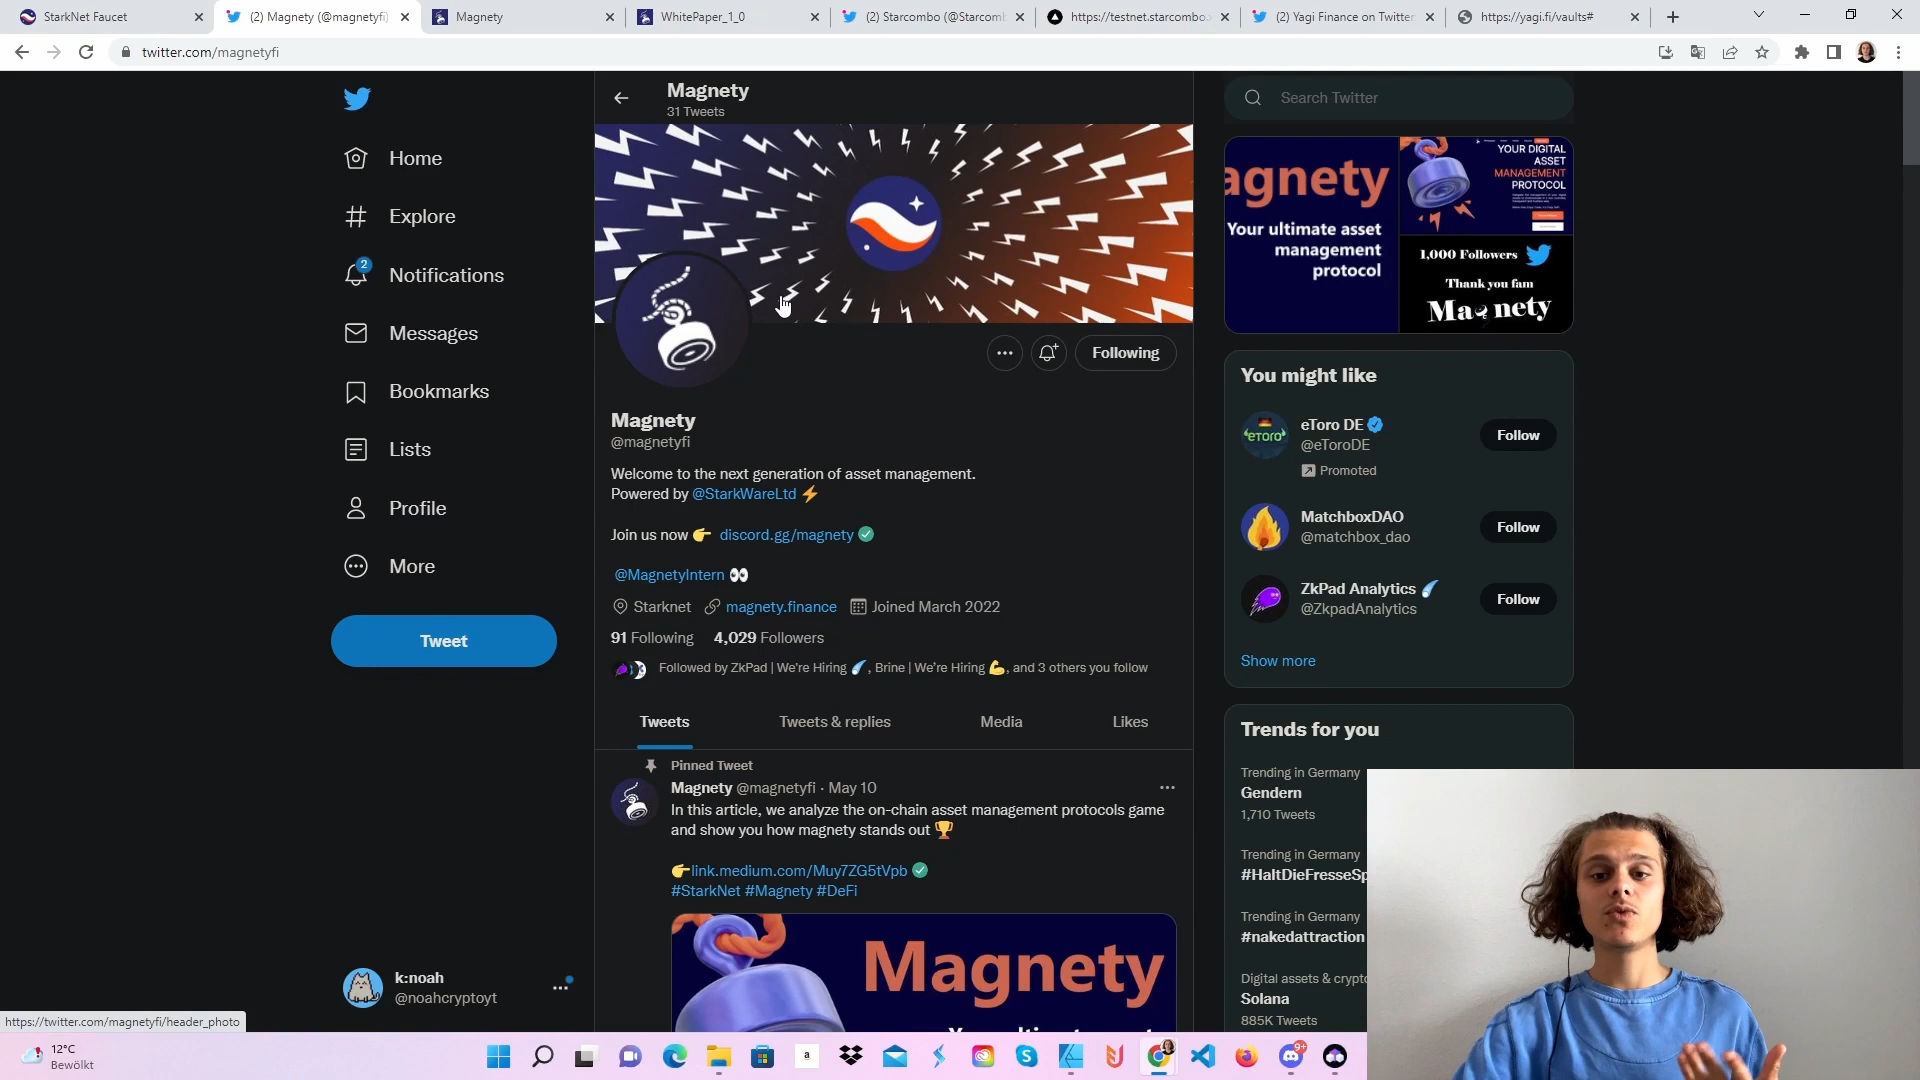 StarkNet Faucet
(2) Magnety (@magnetyfi)
Magnety
WhitePaper_1_0
(2) Starcombo (@Starcomb
https://testnet.starcombo.
(2) Yagi Finance on Twitter
https://yagi.fi/vaults#
twitter.com/magnetyfi
Home
Explore
2
Notifications
Messages
Bookmarks
Lists
Profile
More
Tweet
k:noah
@noahcryptoyt
Magnety
31 Tweets
Following
Magnety
@magnetyfi
Welcome to the next generation of asset management.
Powered by @StarkWareLtd ⚡
Join us now 👉 discord.gg/magnety ✅
@MagnetyIntern 👀
Starknet magnety.finance Joined March 2022
91 Following 4,029 Followers
Followed by ZkPad | We're Hiring ☄️, Brine | We're Hiring 💪, and 3 others you follow
Tweets Tweets & replies Media Likes
Pinned Tweet
Magnety @magnetyfi · May 10
In this article, we analyze the on-chain asset management protocols game
and show you how magnety stands out 🏆
👉link.medium.com/Muy7ZG5tVpb ✅
#StarkNet #Magnety #DeFi
Magnety
Search Twitter
agnety
Your ultimate asset
management
protocol
YOUR DIGITAL
ASSET
MANAGEMENT
PROTOCOL
1,000 Followers
Thank you fam
Magnety
You might like
eToro DE
@eToroDE
Promoted
Follow
eToro
MatchboxDAO
@matchbox_dao
Follow
ZkPad Analytics ☄️
@ZkpadAnalytics
Follow
Show more
Trends for you
Trending in Germany
Gendern
1,710 Tweets
Trending in Germany
#HaltDieFresseSp
Trending in Germany
#nakedattraction
Digital assets & crypto
Solana
885K Tweets
https://twitter.com/magnetyfi/header_photo
12°C
Bewölkt
a
9+